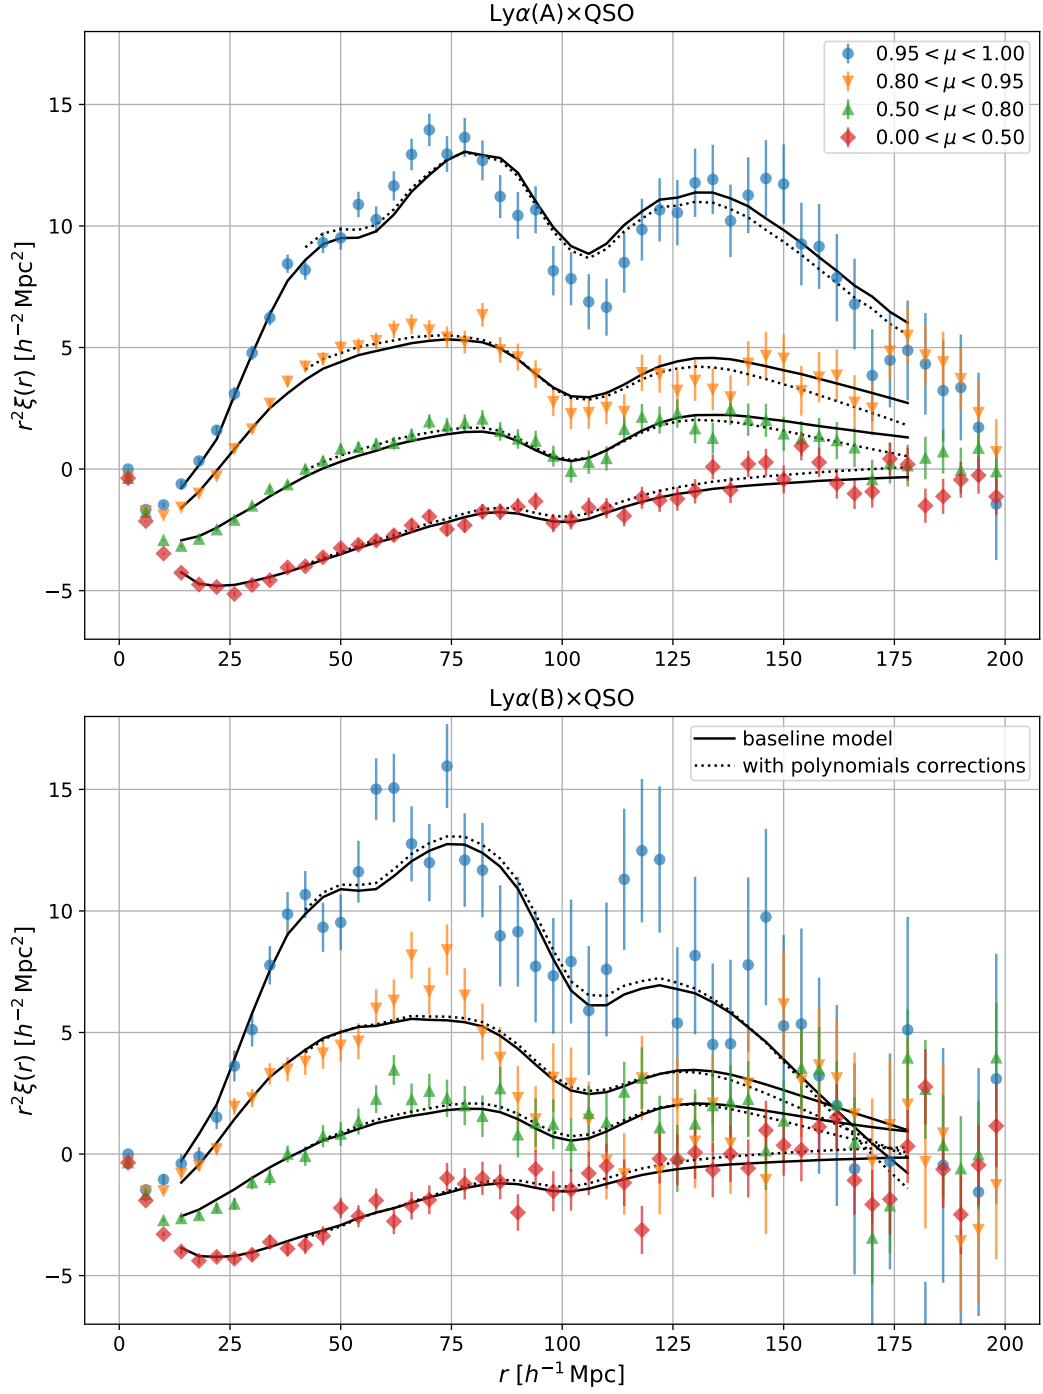 Lyα(A)×QSO
0.95 < μ < 1.00
0.80 < μ < 0.95
0.50 < μ < 0.80
0.00 < μ < 0.50
15
10
5
0
−5
r²ξ(r) [h⁻² Mpc²]
0 25 50 75 100 125 150 175 200
Lyα(B)×QSO
baseline model
with polynomials corrections
15
10
5
0
−5
r²ξ(r) [h⁻² Mpc²]
0 25 50 75 100 125 150 175 200
r [h⁻¹ Mpc]